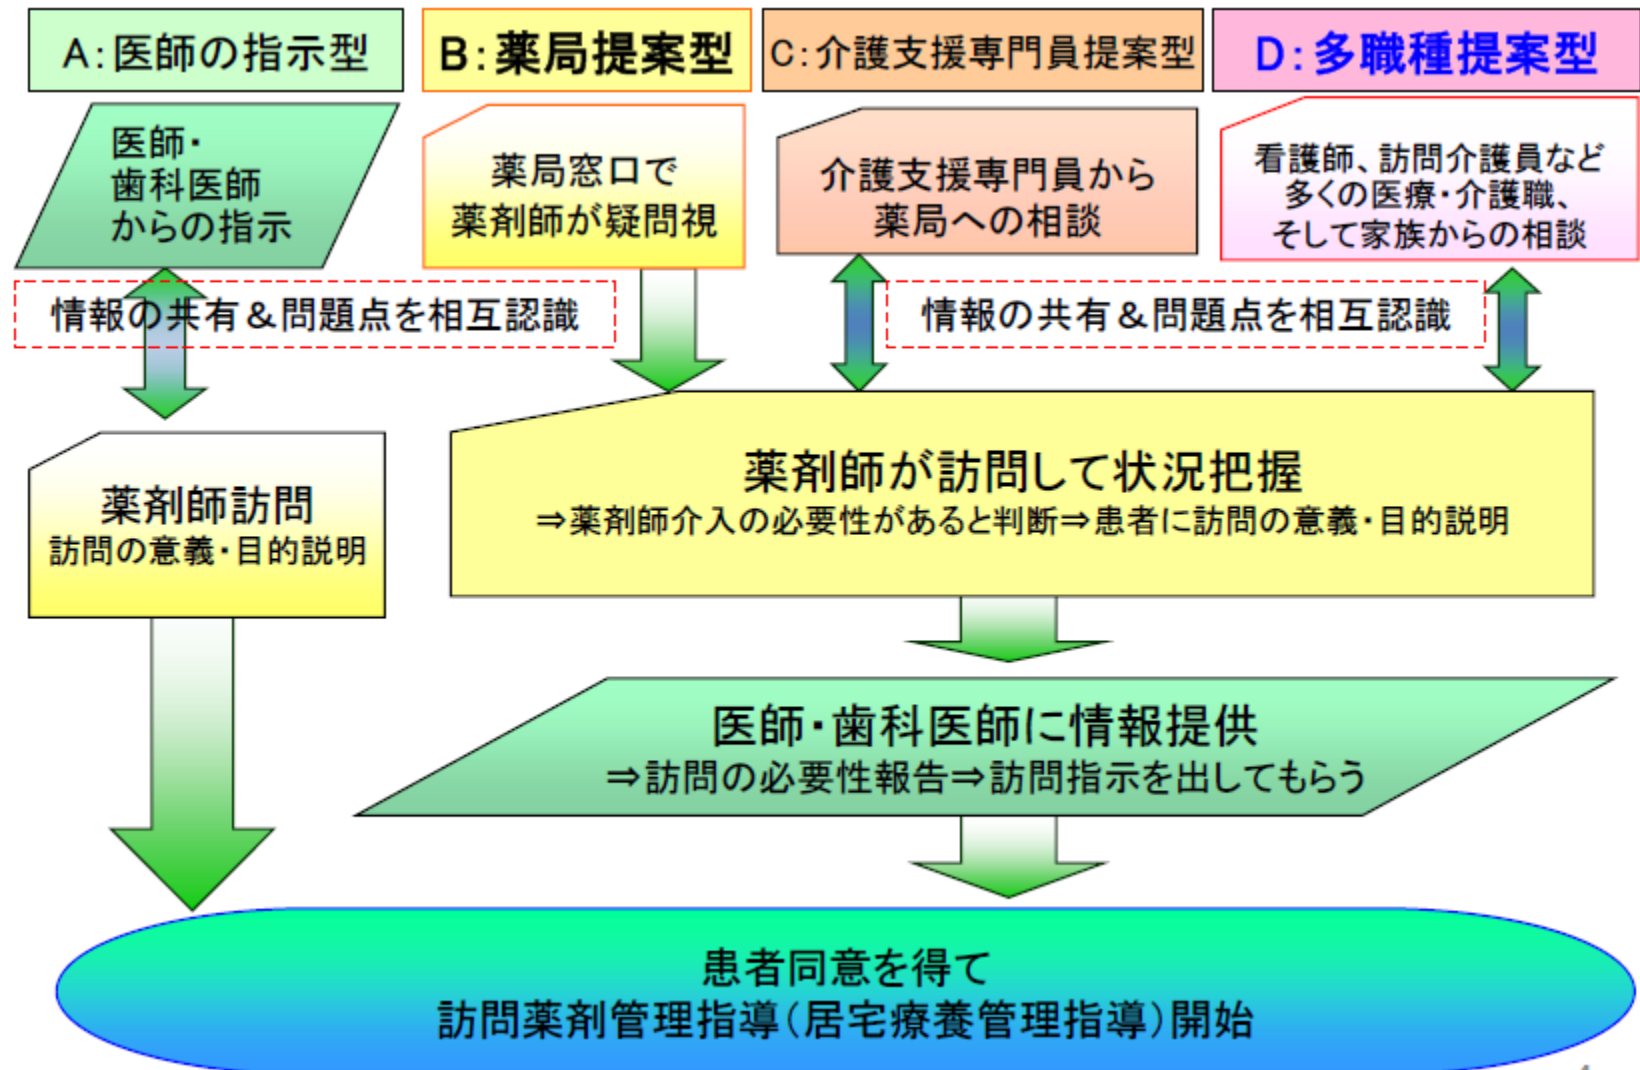 A:医師の指示型
B:薬局提案型
C:介護支援専門員提案型
D:多職種提案型
医師・
歯科医師
からの指示
薬局窓口で
薬剤師が疑問視
介護支援専門員から
薬局への相談
看護師、訪問介護員など
多くの医療・介護職、
そして家族からの相談
情報の共有&問題点を相互認識
情報の共有&問題点を相互認識
薬剤師訪問
訪問の意義・目的説明
薬剤師が訪問して状況把握
⇒薬剤師介入の必要性があると判断⇒患者に訪問の意義・目的説明
医師・歯科医師に情報提供
⇒訪問の必要性報告⇒訪問指示を出してもらう
患者同意を得て
訪問薬剤管理指導(居宅療養管理指導)開始